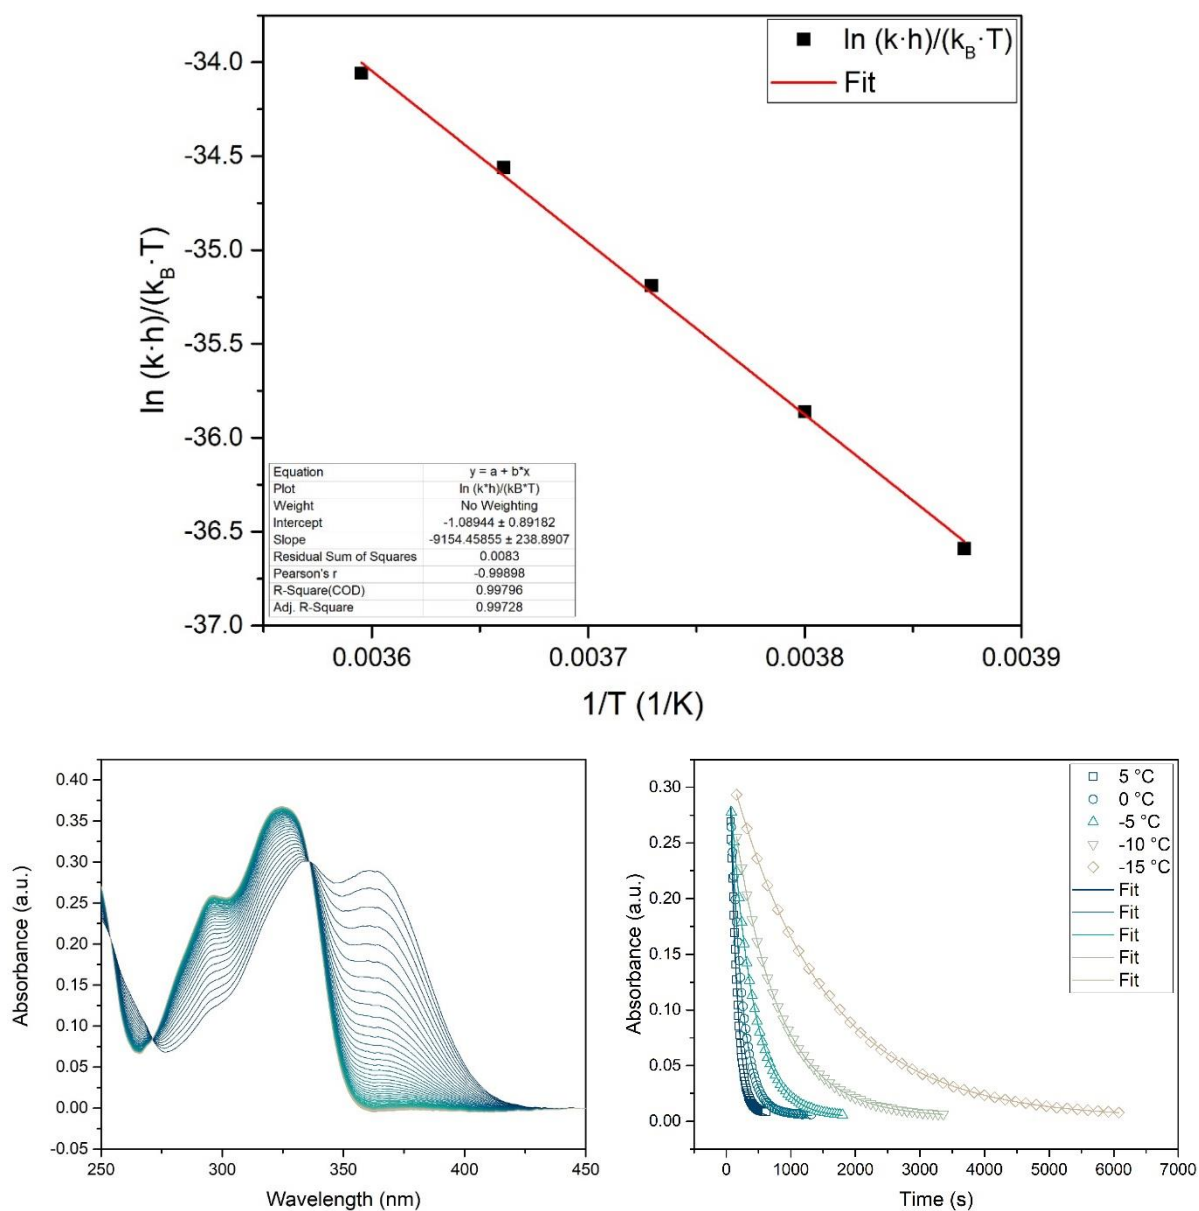 ln (k·h)/(k_B·T)
Fit
-34.0
-34.5
-35.0
-35.5
-36.0
-36.5
-37.0
ln (k·h)/(k_B·T)
Equation y = a + b*x
Plot ln (k*h)/(kB*T)
Weight No Weighting
Intercept -1.08944 ± 0.89182
Slope -9154.45855 ± 238.8907
Residual Sum of Squares 0.0083
Pearson's r -0.99898
R-Square(COD) 0.99796
Adj. R-Square 0.99728
0.0036 0.0037 0.0038 0.0039
1/T (1/K)
0.40
0.35
0.30
0.25
0.20
0.15
0.10
0.05
0.00
-0.05
Absorbance (a.u.)
250 300 350 400 450
Wavelength (nm)
0.30
0.25
0.20
0.15
0.10
0.05
0.00
Absorbance (a.u.)
5 °C
0 °C
-5 °C
-10 °C
-15 °C
Fit
Fit
Fit
Fit
Fit
0 1000 2000 3000 4000 5000 6000 7000
Time (s)